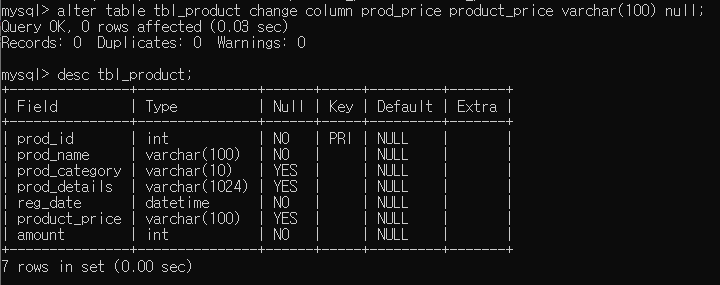 mysql> alter table tbl_product change column prod_price product_price varchar(100) null;
Query OK, 0 rows affected (0.03 sec)
Records: 0  Duplicates: 0  Warnings: 0

mysql> desc tbl_product;
+---------------+---------------+------+-----+---------+-------+
| Field         | Type          | Null | Key | Default | Extra |
+---------------+---------------+------+-----+---------+-------+
| prod_id       | int           | NO   | PRI | NULL    |       |
| prod_name     | varchar(100)  | NO   |     | NULL    |       |
| prod_category | varchar(10)   | YES  |     | NULL    |       |
| prod_details  | varchar(1024) | YES  |     | NULL    |       |
| reg_date      | datetime      | NO   |     | NULL    |       |
| product_price | varchar(100)  | YES  |     | NULL    |       |
| amount        | int           | NO   |     | NULL    |       |
+---------------+---------------+------+-----+---------+-------+
7 rows in set (0.00 sec)